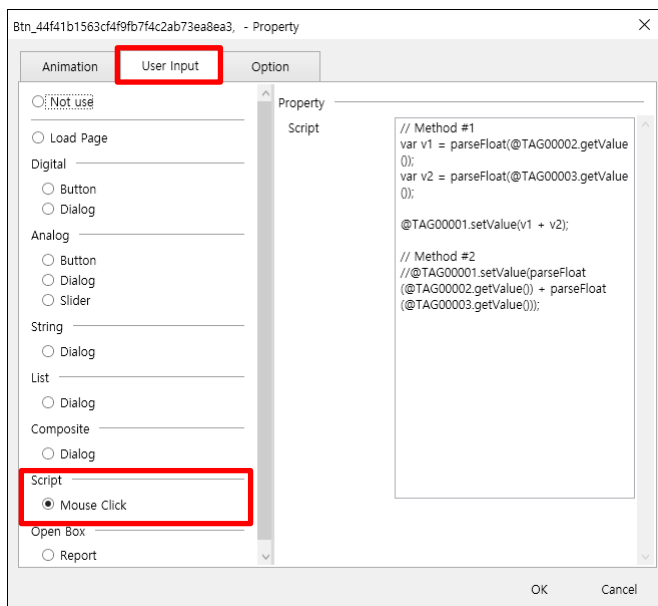 Btn_44f41b1563cf4f9fb7f4c2ab73ea8ea3, - Property
Animation
User Input
Option
Not use
Load Page
Digital
Button
Dialog
Analog
Button
Dialog
Slider
String
Dialog
List
Dialog
Composite
Dialog
Script
Mouse Click
Open Box
Report
Property
Script
// Method #1
var v1 = parseFloat(@TAG00002.getValue
());
var v2 = parseFloat(@TAG00003.getValue
());
@TAG00001.setValue(v1 + v2);
// Method #2
//@TAG00001.setValue(parseFloat
(@TAG00002.getValue()) + parseFloat
(@TAG00003.getValue()));
OK
Cancel